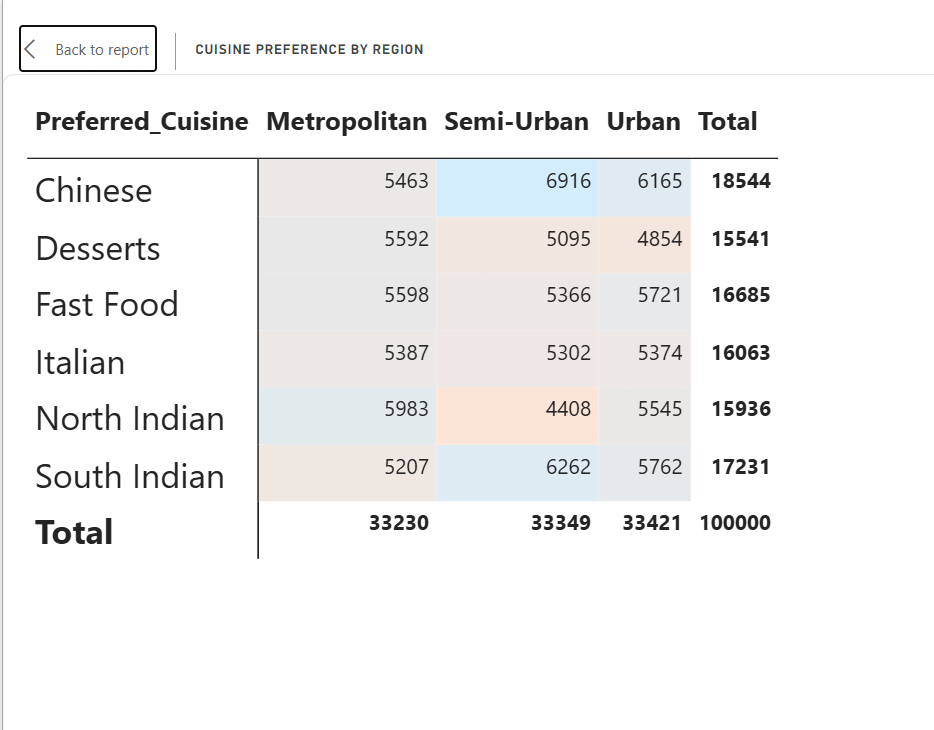 Back to report CUISINE PREFERENCE BY REGION
Preferred_Cuisine Metropolitan Semi-Urban Urban Total
Chinese 5463 6916 6165 18544
Desserts 5592 5095 4854 15541
Fast Food 5598 5366 5721 16685
Italian 5387 5302 5374 16063
North Indian 5983 4408 5545 15936
South Indian 5207 6262 5762 17231
Total 33230 33349 33421 100000